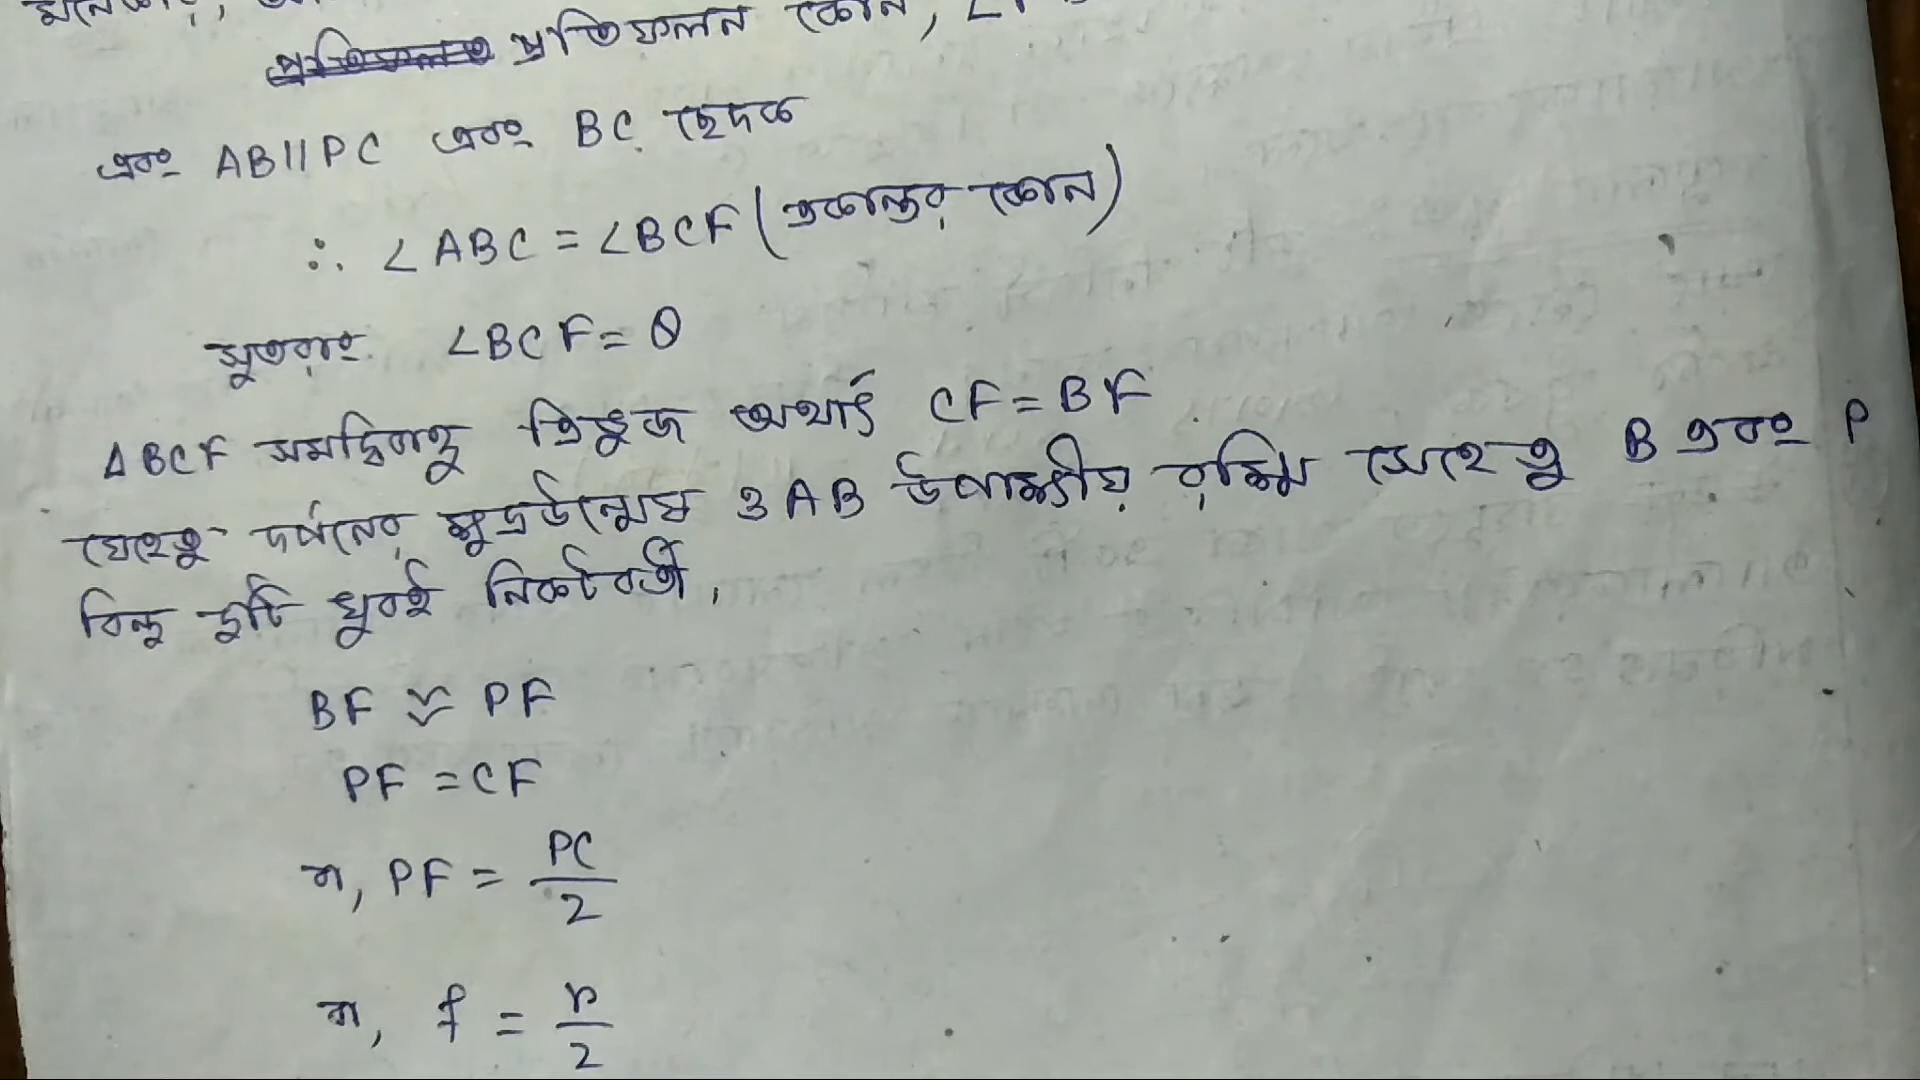 প্রতিফলন কোন, ∠
এবং AB||PC এবং BC ছেদক
∴ ∠ABC = ∠BCF (একান্তর কোন)
সুতরাং ∠BCF = θ
ΔBCF সমদ্বিবাহু ত্রিভুজ অর্থাৎ CF = BF
যেহেতু দর্পনের ক্ষুদ্রউন্মেষ ও AB উপাক্ষীয় রশ্মি সেহেতু B এবং P
বিন্দু দুটি খুবই নিকটবর্তী,
BF ≈ PF
PF = CF
বা, PF = PC/2
বা, f = r/2